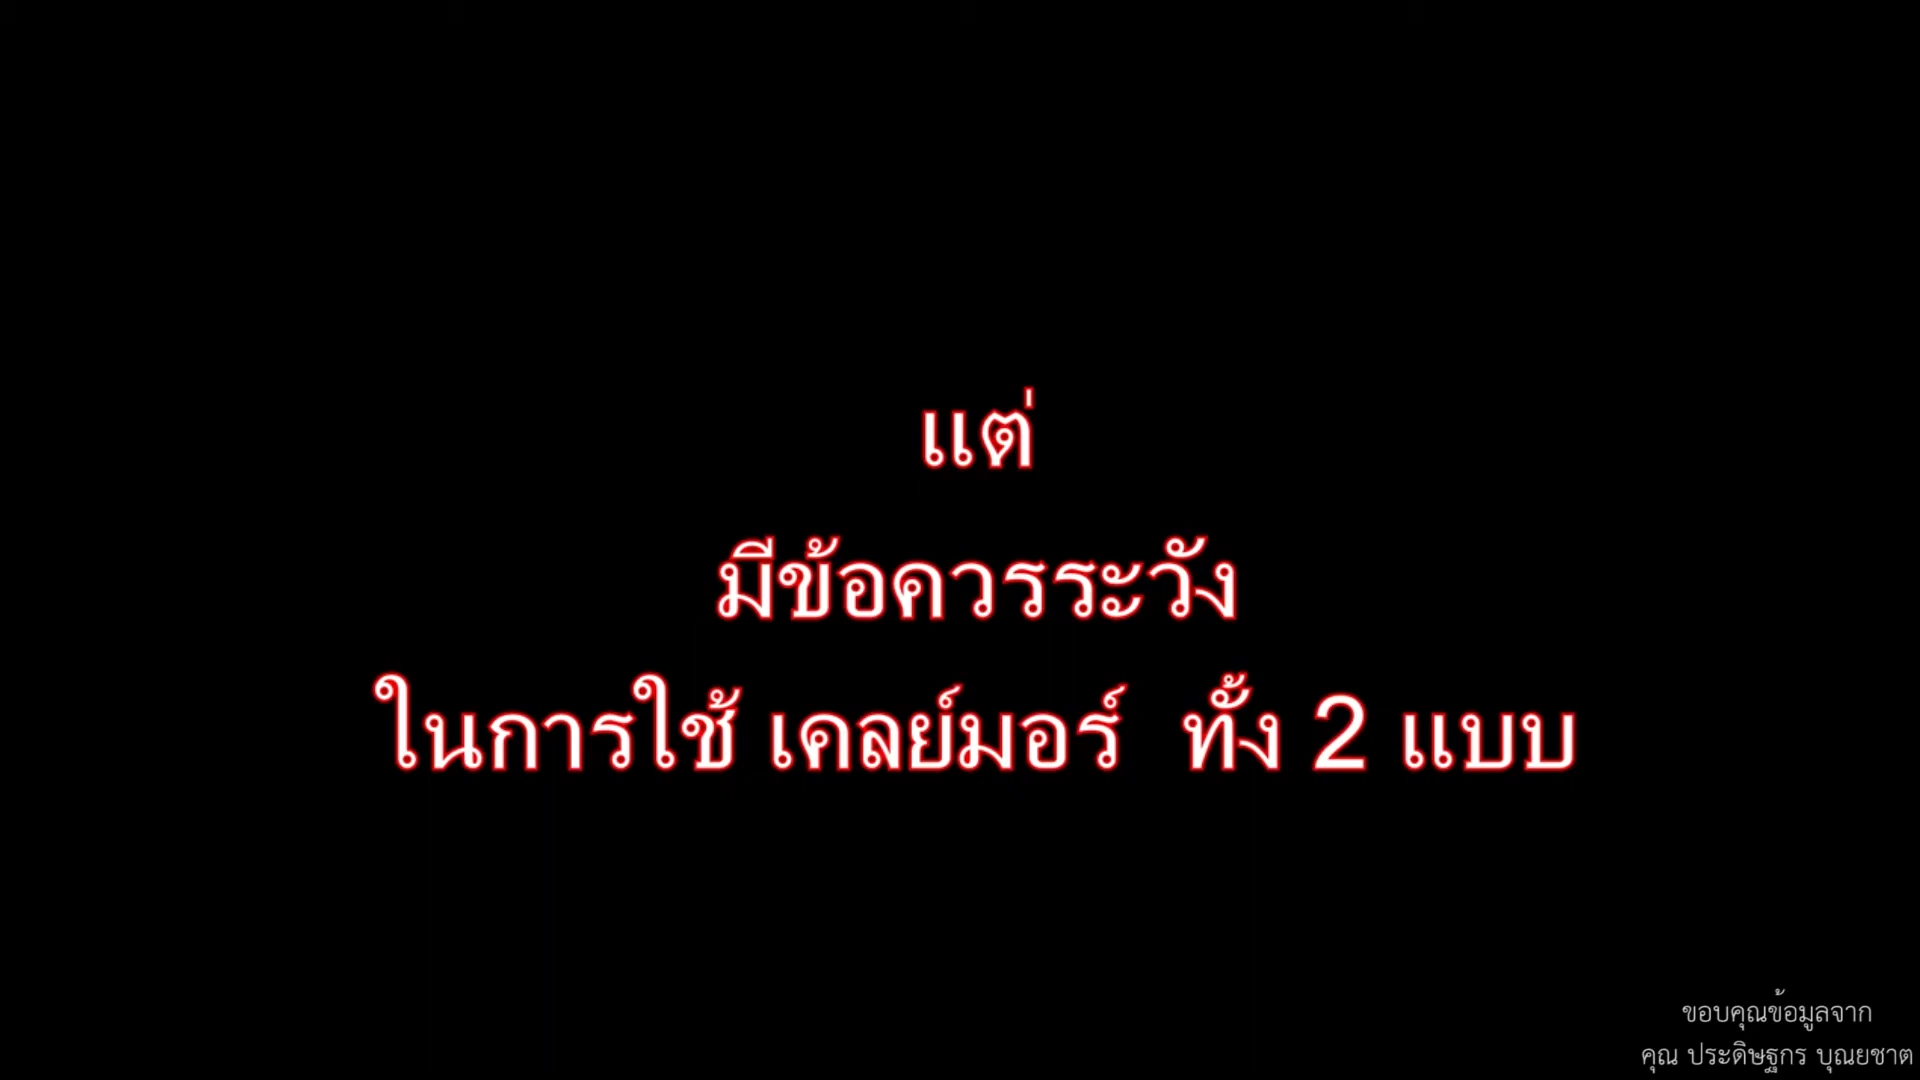 แต่
มีข้อควรระวัง
ในการใช้ เคลย์มอร์ ทั้ง 2 แบบ
ขอบคุณข้อมูลจาก
คุณ ประดิษฐกร บุณยชาต